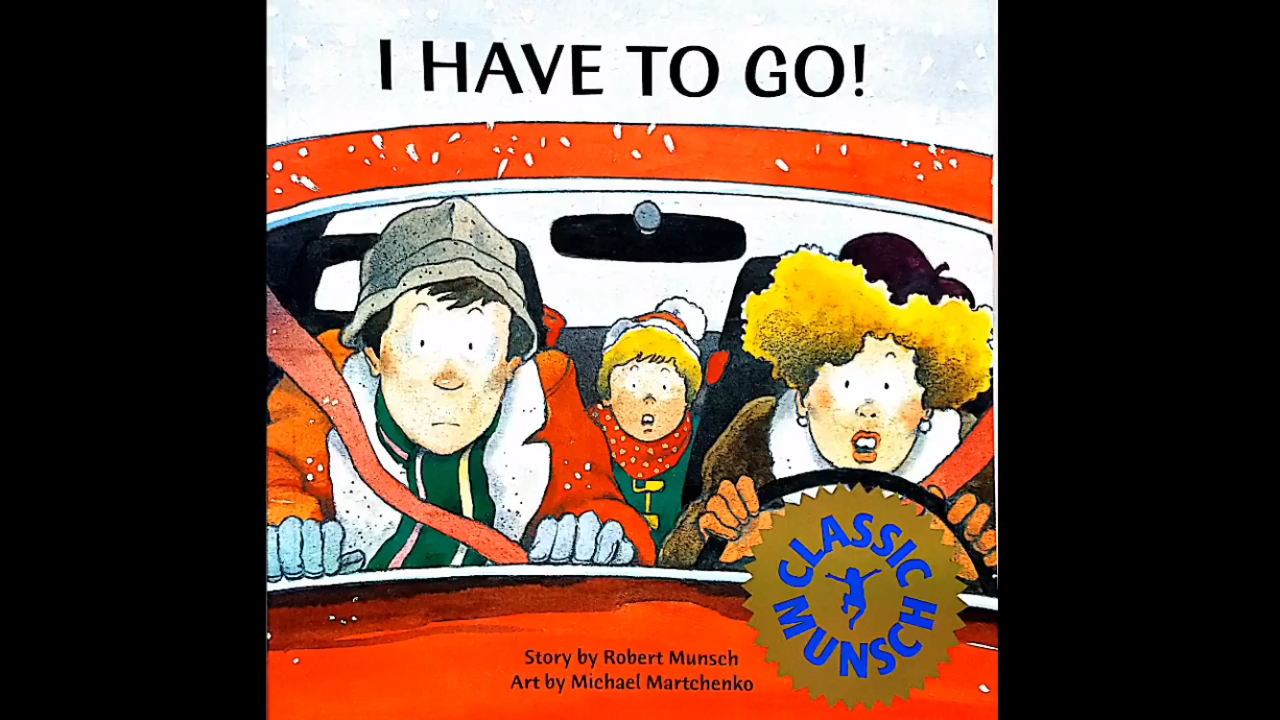 I HAVE TO GO!
CLASSIC
MUNSCH
Story by Robert Munsch
Art by Michael Martchenko